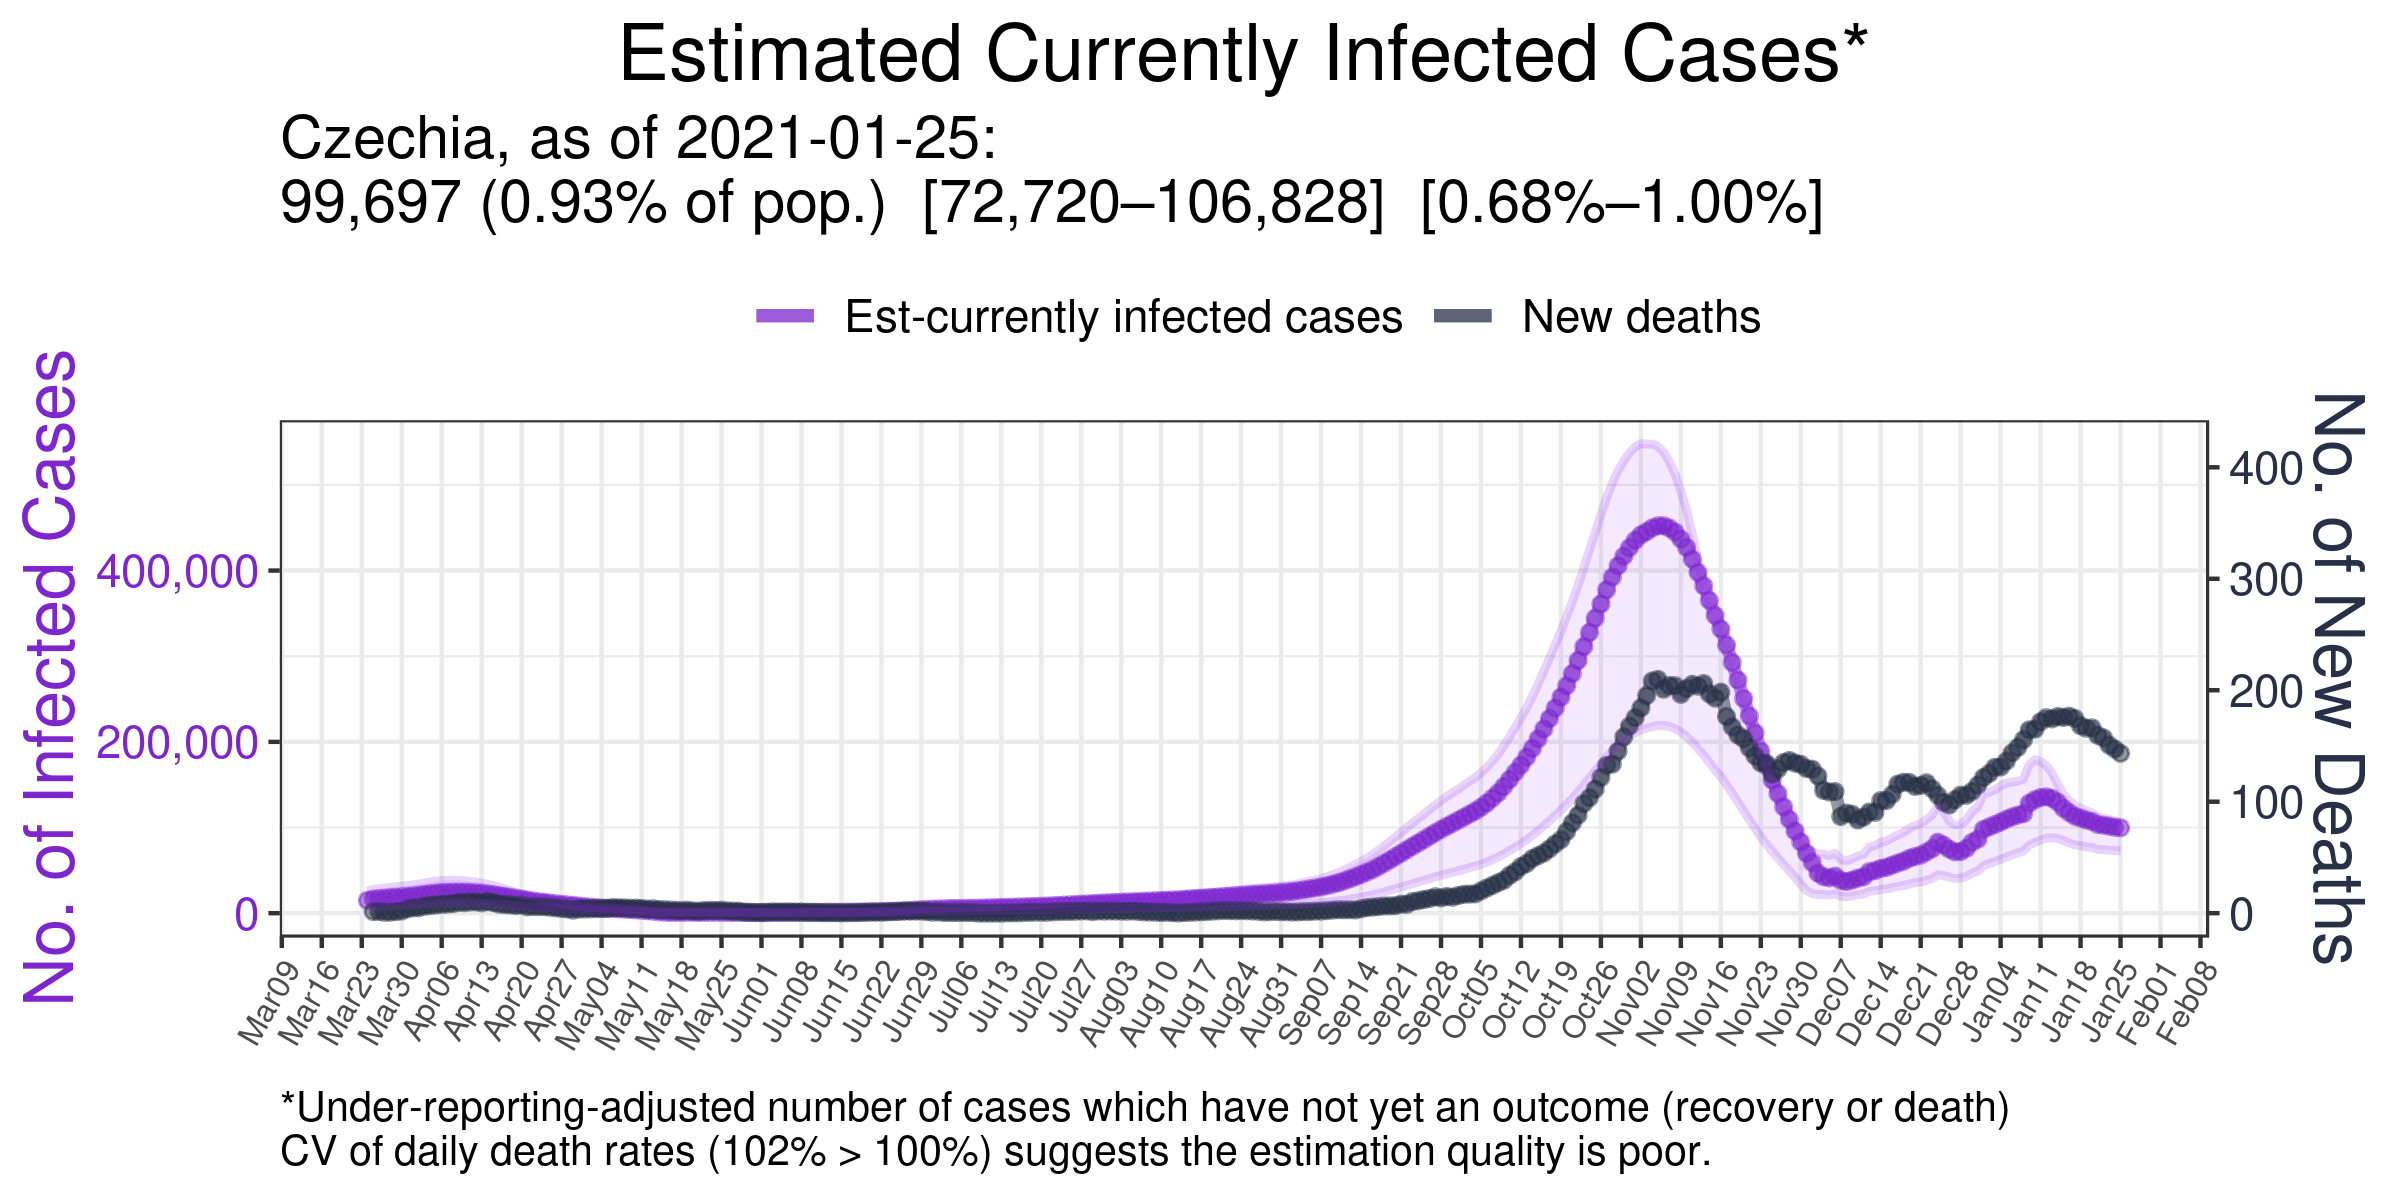 Estimated Currently Infected Cases*
Czechia, as of 2021-01-25:
99,697 (0.93% of pop.) [72,720–106,828] [0.68%–1.00%]
Est-currently infected cases
New deaths
No. of Infected Cases
400,000
200,000
0
No. of New Deaths
400
300
200
100
0
Mar09
Mar16
Mar23
Mar30
Apr06
Apr13
Apr20
Apr27
May04
May11
May18
May25
Jun01
Jun08
Jun15
Jun22
Jun29
Jul06
Jul13
Jul20
Jul27
Aug03
Aug10
Aug17
Aug24
Aug31
Sep07
Sep14
Sep21
Sep28
Oct05
Oct12
Oct19
Oct26
Nov02
Nov09
Nov16
Nov23
Nov30
Dec07
Dec14
Dec21
Dec28
Jan04
Jan11
Jan18
Jan25
Feb01
Feb08
*Under-reporting-adjusted number of cases which have not yet an outcome (recovery or death)
CV of daily death rates (102% > 100%) suggests the estimation quality is poor.